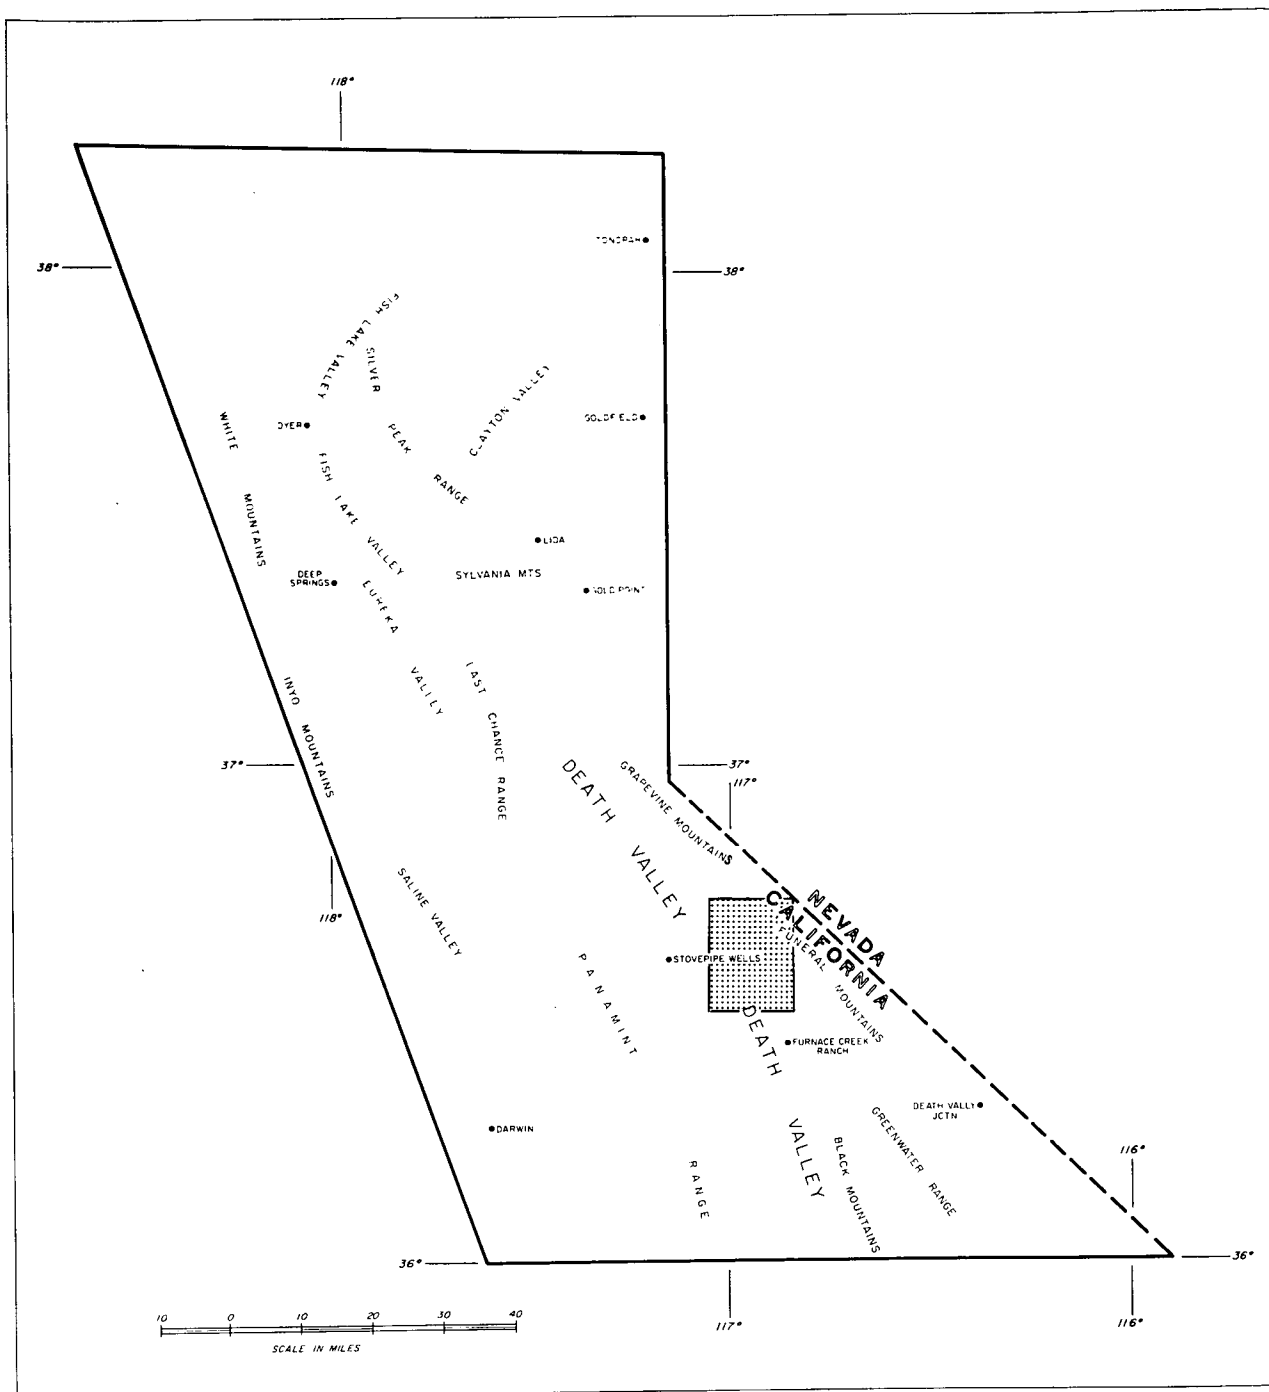 118°
TONOPAH
38°
38°
FISH LAKE VALLEY
SILVER PEAK RANGE
CLAYTON VALLEY
GOLDFIELD
DYER
WHITE MOUNTAINS
FISH LAKE VALLEY
LIDA
DEEP
SPRINGS
SYLVANIA MTS
GOLD POINT
EUREKA VALLEY
LAST CHANCE RANGE
INYO MOUNTAINS
37°
37°
117°
DEATH VALLEY
GRAPEVINE MOUNTAINS
SALINE VALLEY
118°
NEVADA
CALIFORNIA
FUNERAL MOUNTAINS
STOVEPIPE WELLS
PANAMINT RANGE
DEATH VALLEY
FURNACE CREEK
RANCH
DEATH VALLY
JCTN
GREENWATER RANGE
BLACK MOUNTAINS
DARWIN
116°
36°
36°
10 0 10 20 30 40
SCALE IN MILES
117°
116°